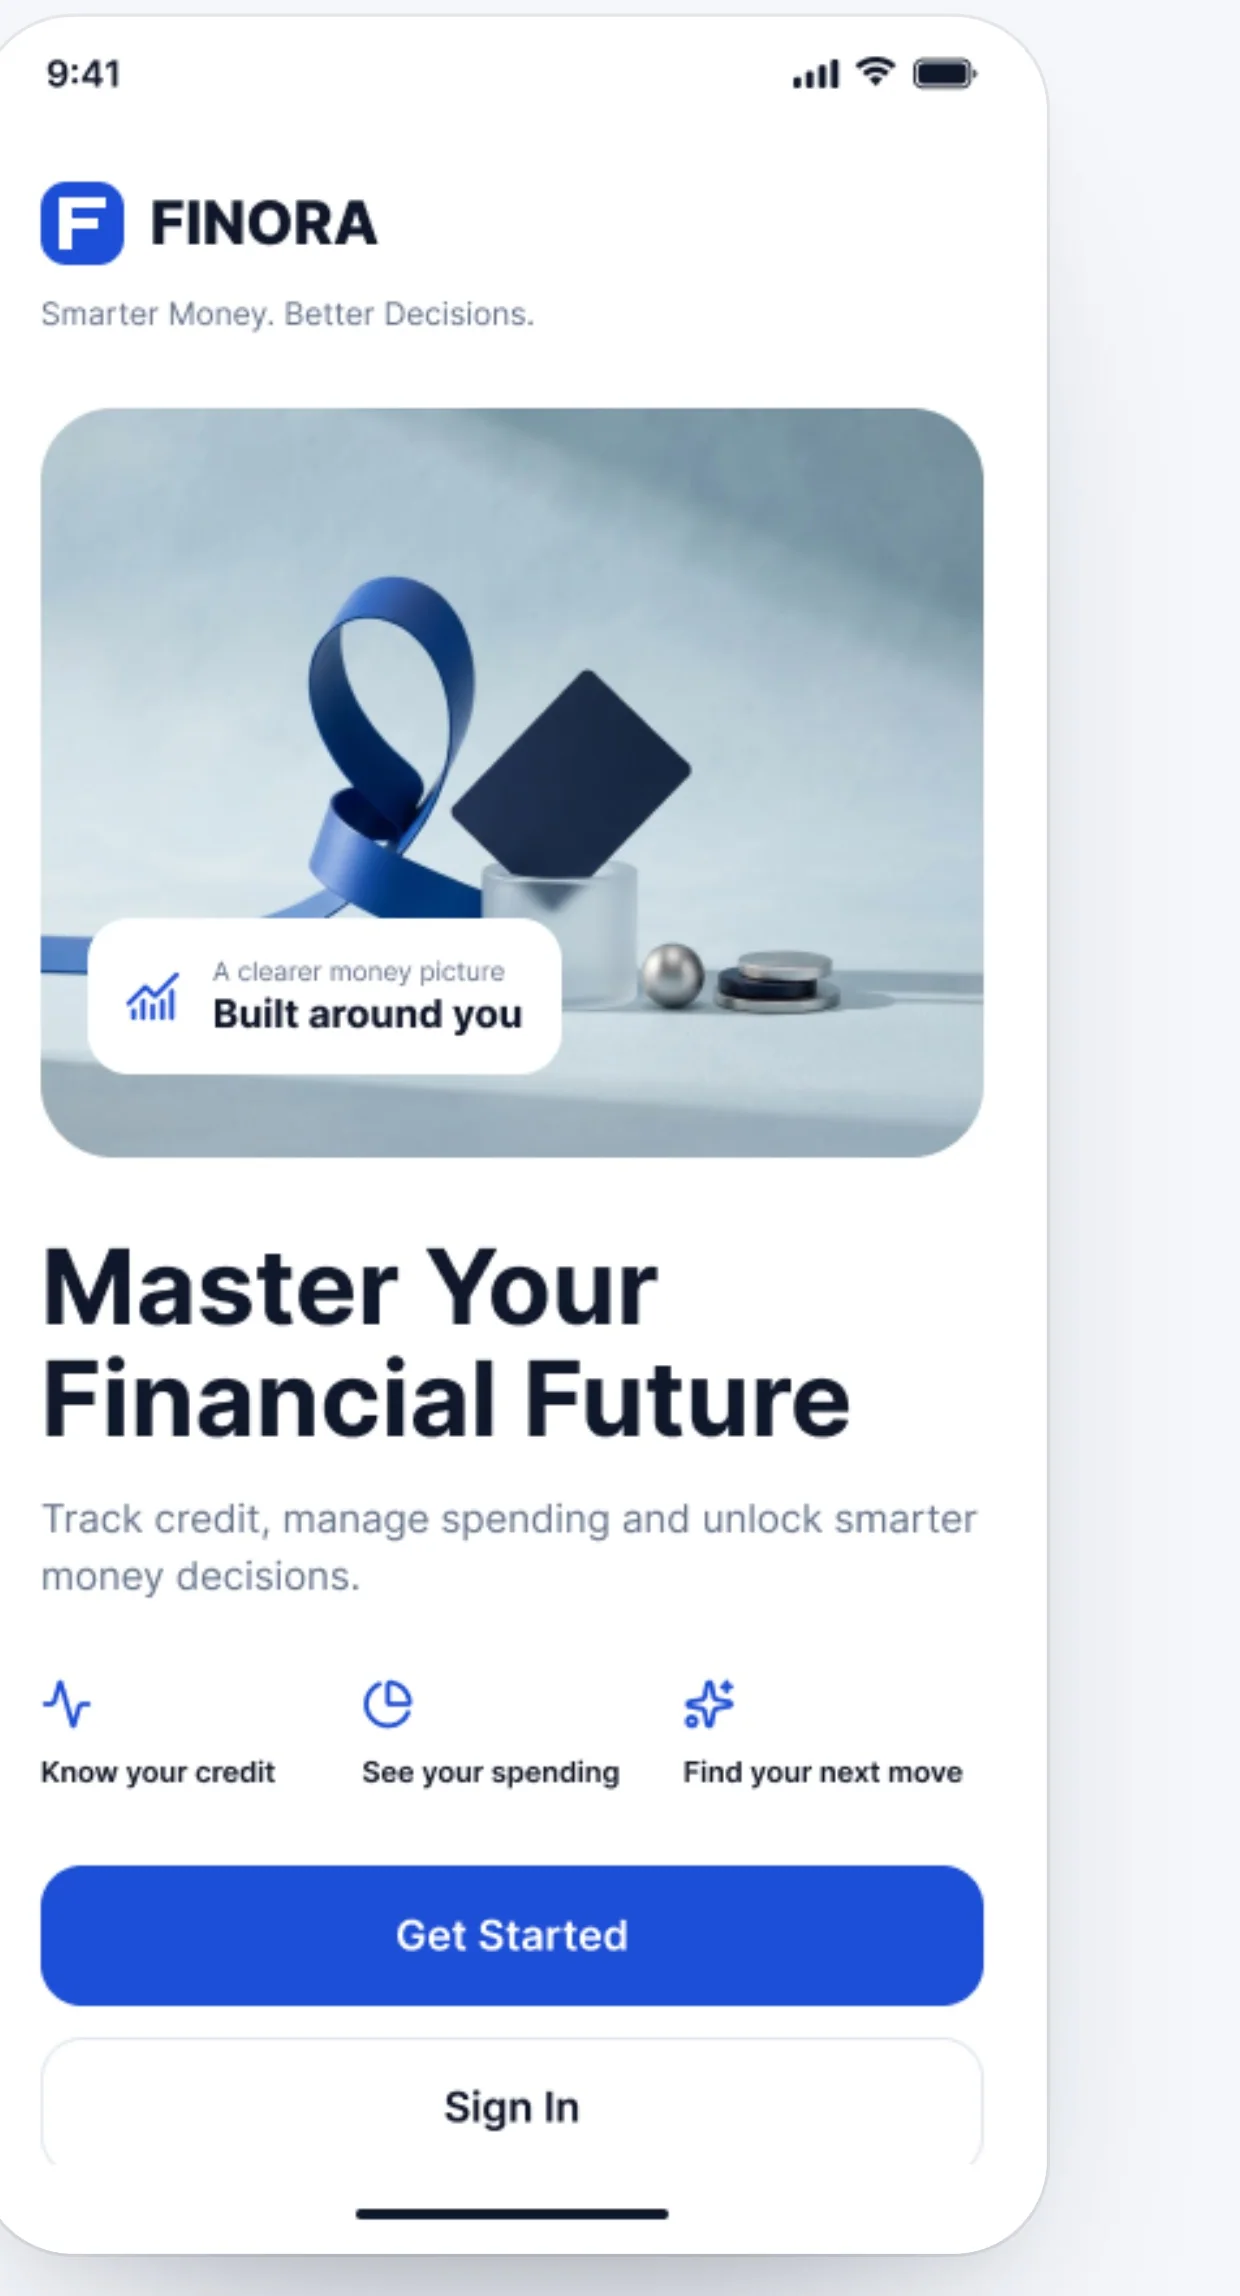 9:41
F FINORA
Smarter Money. Better Decisions.
A clearer money picture
Built around you
Master Your
Financial Future
Track credit, manage spending and unlock smarter
money decisions.
Know your credit
See your spending
Find your next move
Get Started
Sign In